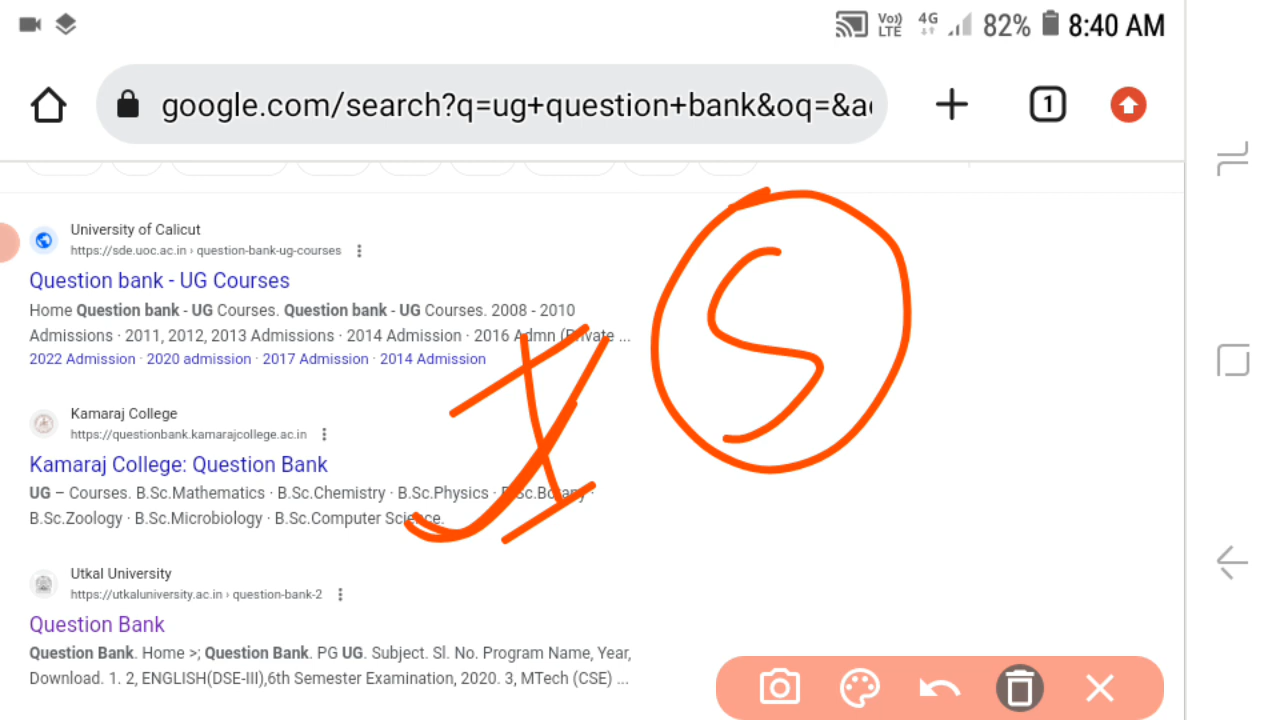 Vo)) 4G 82% 8:40 AM
LTE
google.com/search?q=ug+question+bank&oq=&a
1
University of Calicut
https://sde.uoc.ac.in › question-bank-ug-courses
Question bank - UG Courses
Home Question bank - UG Courses. Question bank - UG Courses. 2008 - 2010
Admissions · 2011, 2012, 2013 Admissions · 2014 Admission · 2016 Admn (Private ...
2022 Admission · 2020 admission · 2017 Admission · 2014 Admission
I S
Kamaraj College
https://questionbank.kamarajcollege.ac.in
Kamaraj College: Question Bank
UG – Courses. B.Sc.Mathematics · B.Sc.Chemistry · B.Sc.Physics · B.Sc.Botany ·
B.Sc.Zoology · B.Sc.Microbiology · B.Sc.Computer Science.
Utkal University
https://utkaluniversity.ac.in › question-bank-2
Question Bank
Question Bank. Home >; Question Bank. PG UG. Subject. Sl. No. Program Name, Year,
Download. 1. 2, ENGLISH(DSE-III),6th Semester Examination, 2020. 3, MTech (CSE) ...